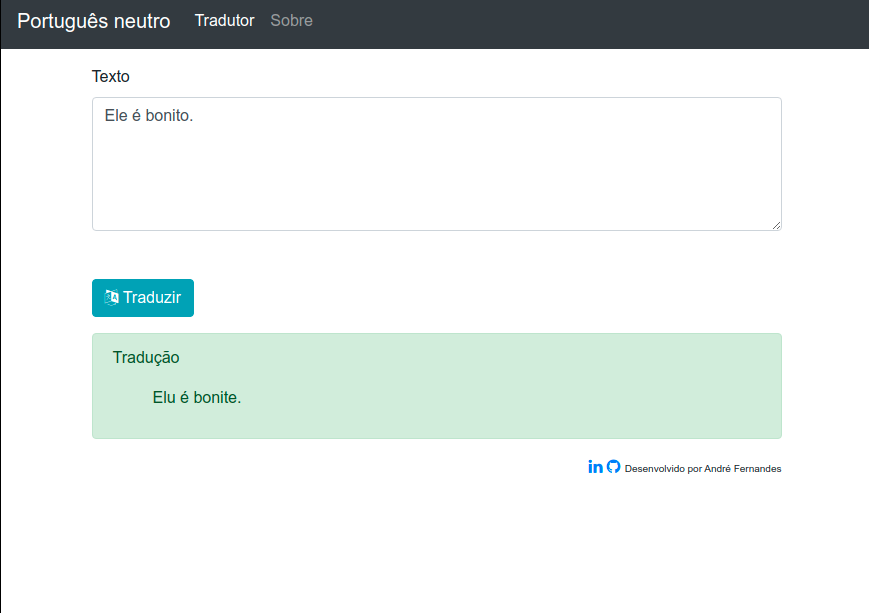 Português neutro Tradutor Sobre
Texto
Ele é bonito.
Traduzir
Tradução
Elu é bonite.
in Desenvolvido por André Fernandes